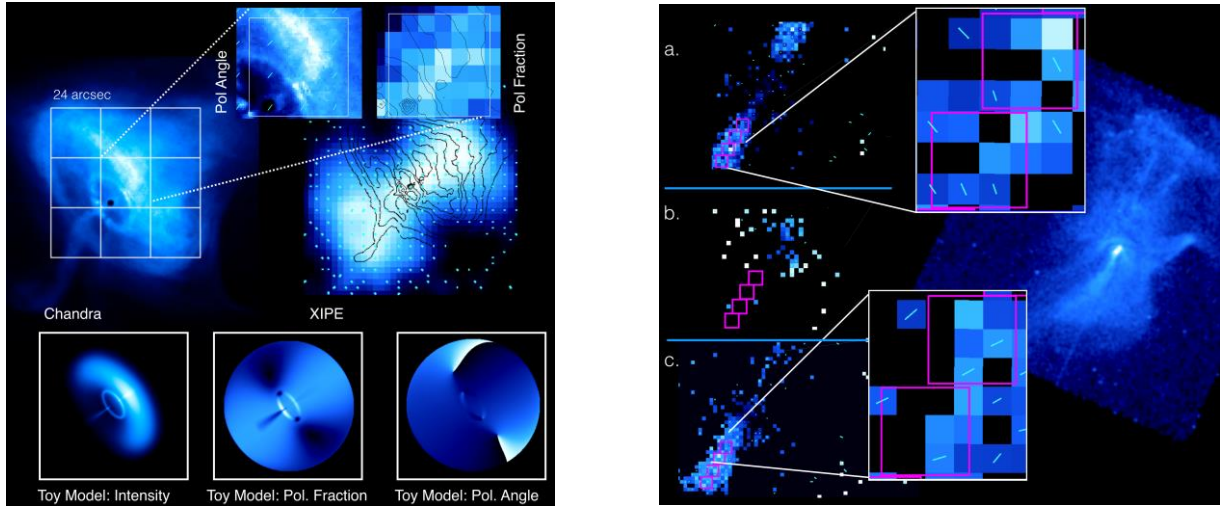 24 arcsec
Pol Angle
Pol Fraction
Chandra
XIPE
Toy Model: Intensity
Toy Model: Pol. Fraction
Toy Model: Pol. Angle
a.
b.
c.